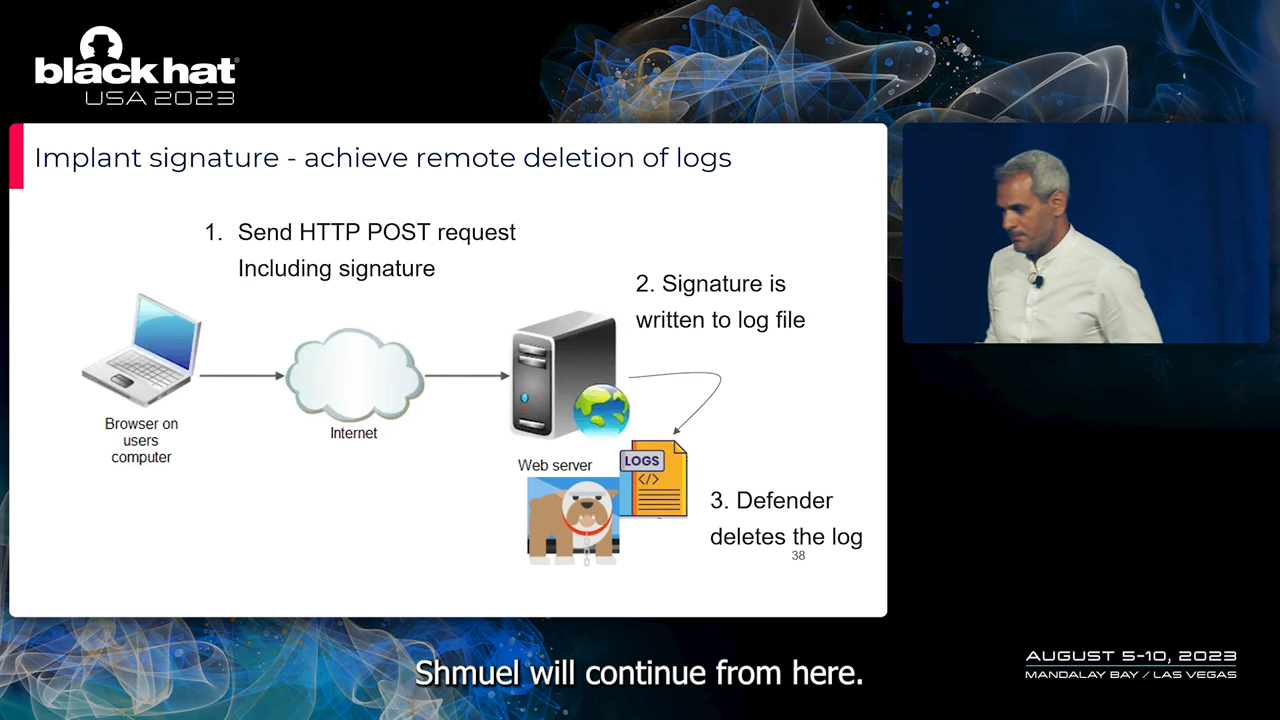 black hat
USA 2023
Implant signature - achieve remote deletion of logs
1. Send HTTP POST request
Including signature
2. Signature is
written to log file
Browser on
users
computer
Internet
Web server
LOGS
</>
3. Defender
deletes the log
38
Shmuel will continue from here.
AUGUST 5-10, 2023
MANDALAY BAY / LAS VEGAS